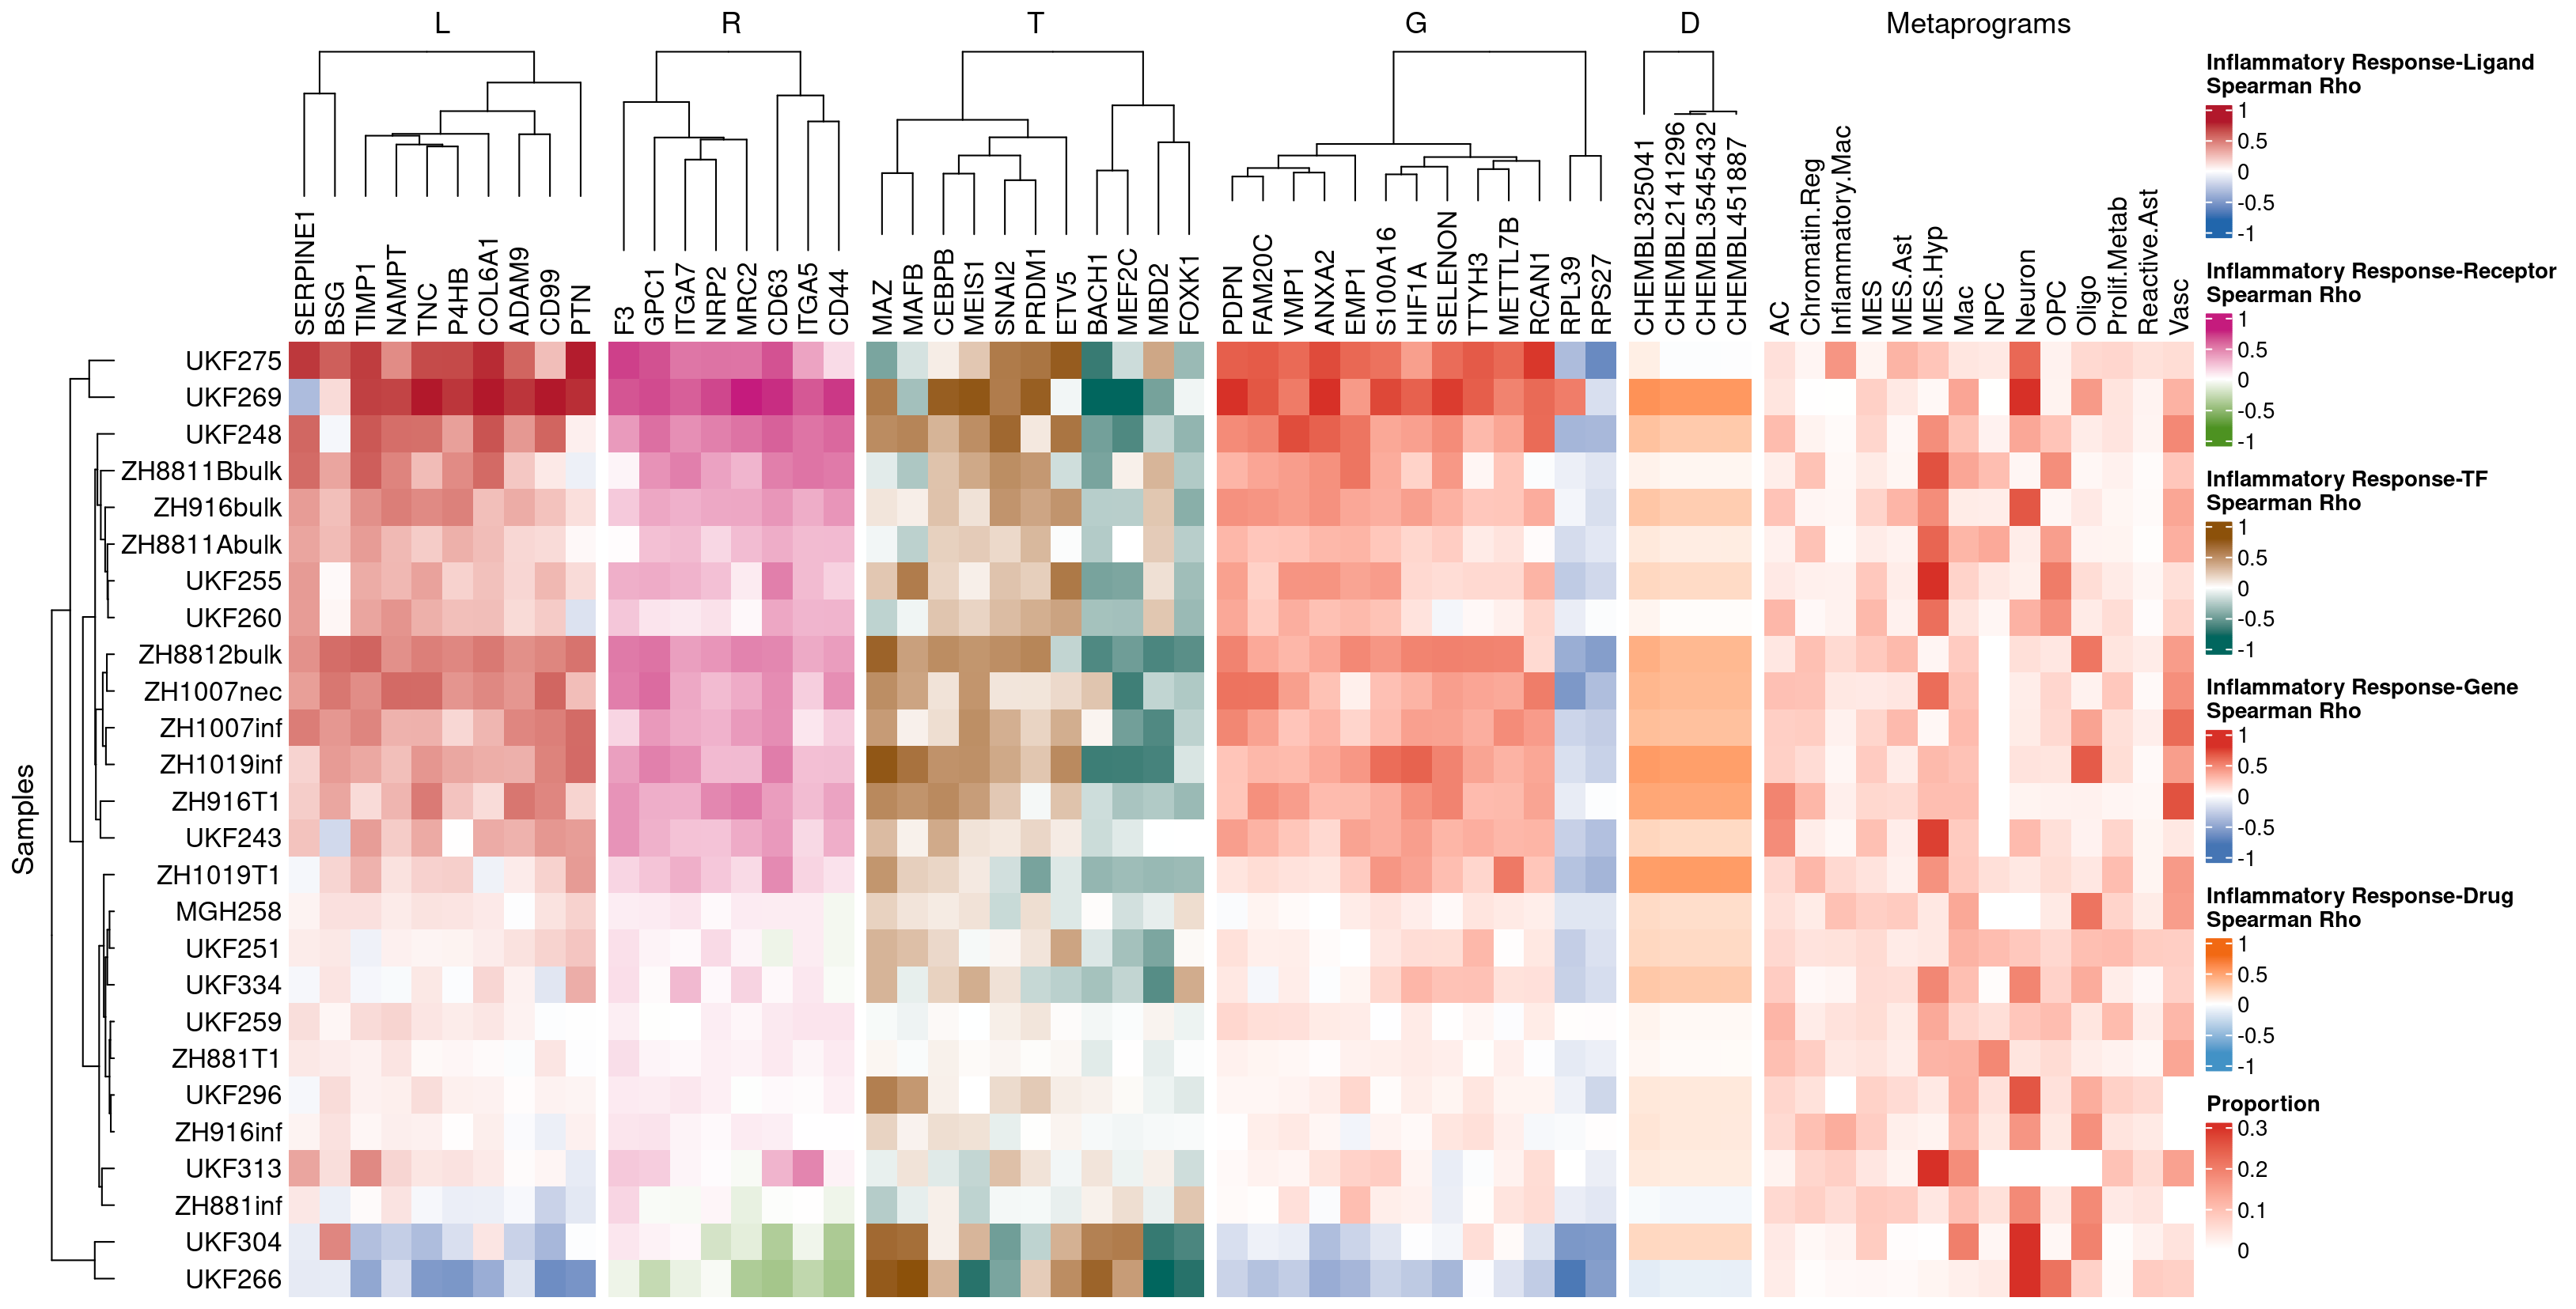 L R T G D Metaprograms
SERPINE1 BSG TIMP1 NAMPT TNC P4HB COL6A1 ADAM9 CD99 PTN
F3 GPC1 ITGA7 NRP2 MRC2 CD63 ITGA5 CD44
MAZ MAFB CEBPB MEIS1 SNAI2 PRDM1 ETV5 BACH1 MEF2C MBD2 FOXK1
PDPN FAM20C VMP1 ANXA2 EMP1 S100A16 HIF1A SELENON TTYH3 METTL7B RCAN1 RPL39 RPS27
CHEMBL325041 CHEMBL2141296 CHEMBL3545432 CHEMBL451887
AC Chromatin.Reg Inflammatory.Mac MES MES.Ast MES.Hyp Mac NPC Neuron OPC Oligo Prolif.Metab Reactive.Ast Vasc
Samples
UKF275
UKF269
UKF248
ZH8811Bbulk
ZH916bulk
ZH8811Abulk
UKF255
UKF260
ZH8812bulk
ZH1007nec
ZH1007inf
ZH1019inf
ZH916T1
UKF243
ZH1019T1
MGH258
UKF251
UKF334
UKF259
ZH881T1
UKF296
ZH916inf
UKF313
ZH881inf
UKF304
UKF266
Inflammatory Response-Ligand
Spearman Rho
1
0.5
0
-0.5
-1
Inflammatory Response-Receptor
Spearman Rho
1
0.5
0
-0.5
-1
Inflammatory Response-TF
Spearman Rho
1
0.5
0
-0.5
-1
Inflammatory Response-Gene
Spearman Rho
1
0.5
0
-0.5
-1
Inflammatory Response-Drug
Spearman Rho
1
0.5
0
-0.5
-1
Proportion
0.3
0.2
0.1
0